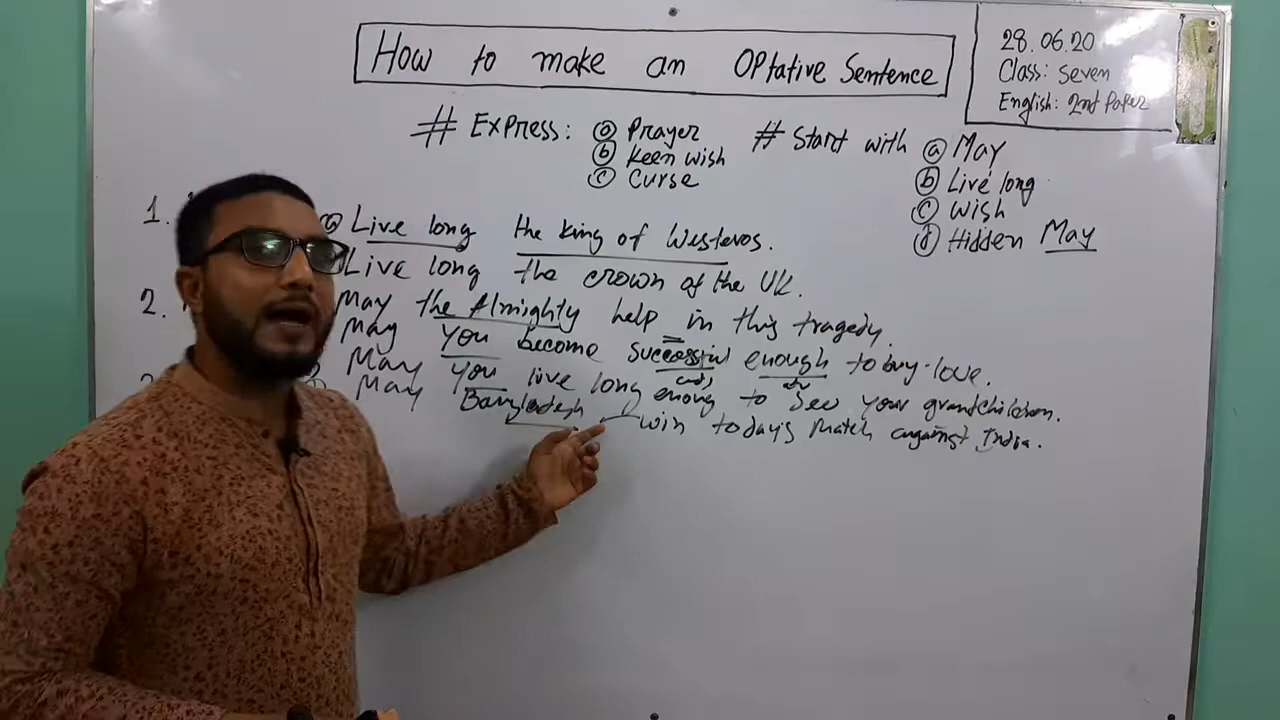 How to make an Optative Sentence
28.06.20
Class: Seven
English: 2nd Paper
# Express: ⓐ Prayer
ⓑ Keen wish
ⓒ Curse
# Start with ⓐ May
ⓑ Live long
ⓒ Wish
ⓓ Hidden May
1.
ⓐ Live long the king of Westeros.
Live long the crown of the UK.
2.
May the Almighty help in this tragedy.
May you become successful enough to buy love.
adj adv
May you live long enoug to see your grandchildren.
May Bangladesh win today's match against India.